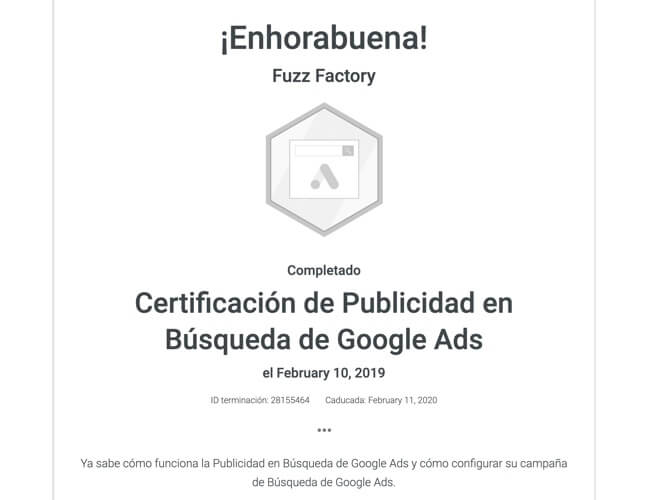 ¡Enhorabuena!
Fuzz Factory
Completado
Certificación de Publicidad en
Búsqueda de Google Ads
el February 10, 2019
ID terminación: 28155464 Caducada: February 11, 2020
•••
Ya sabe cómo funciona la Publicidad en Búsqueda de Google Ads y cómo configurar su campaña
de Búsqueda de Google Ads.